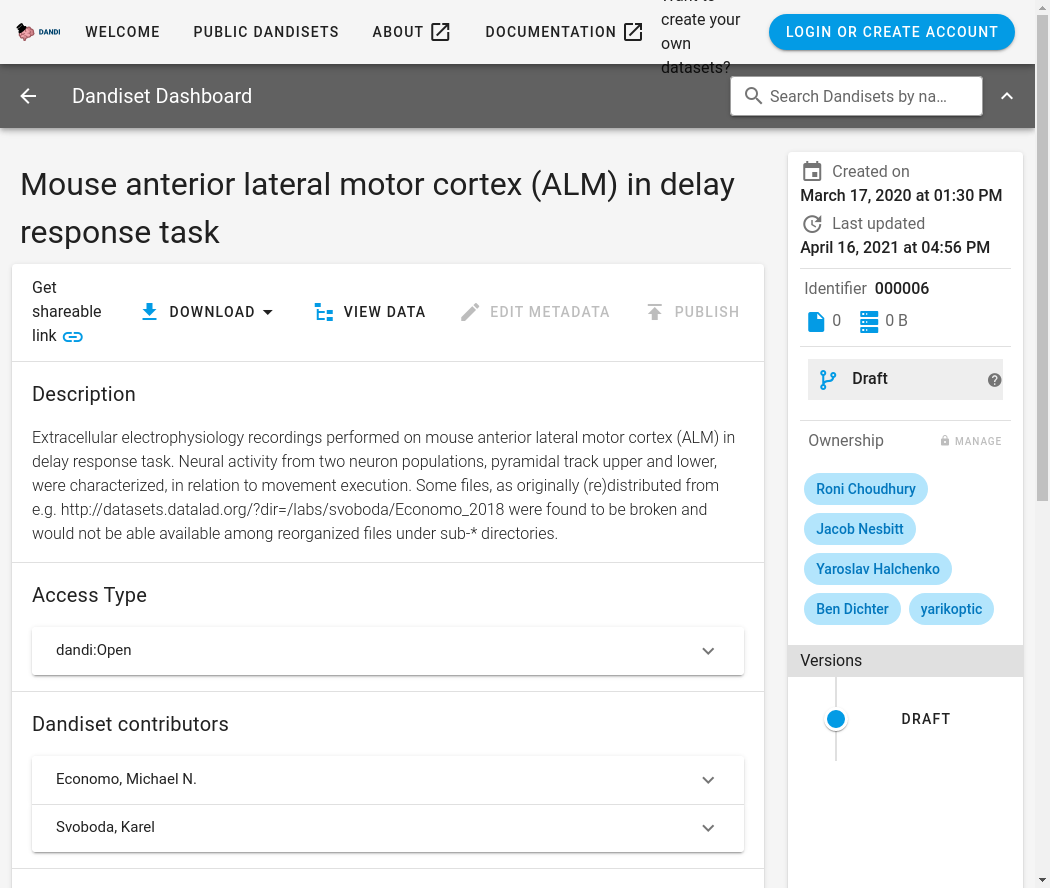 DANDI
WELCOME
PUBLIC DANDISETS
ABOUT
DOCUMENTATION
create your
own
datasets?
LOGIN OR CREATE ACCOUNT
Dandiset Dashboard
Search Dandisets by na…
Mouse anterior lateral motor cortex (ALM) in delay
response task
Get
shareable
link
DOWNLOAD
VIEW DATA
EDIT METADATA
PUBLISH
Description
Extracellular electrophysiology recordings performed on mouse anterior lateral motor cortex (ALM) in
delay response task. Neural activity from two neuron populations, pyramidal track upper and lower,
were characterized, in relation to movement execution. Some files, as originally (re)distributed from
e.g. http://datasets.datalad.org/?dir=/labs/svoboda/Economo_2018 were found to be broken and
would not be able available among reorganized files under sub-* directories.
Access Type
dandi:Open
Dandiset contributors
Economo, Michael N.
Svoboda, Karel
Created on
March 17, 2020 at 01:30 PM
Last updated
April 16, 2021 at 04:56 PM
Identifier 000006
0
0 B
Draft
Ownership
MANAGE
Roni Choudhury
Jacob Nesbitt
Yaroslav Halchenko
Ben Dichter
yarikoptic
Versions
DRAFT